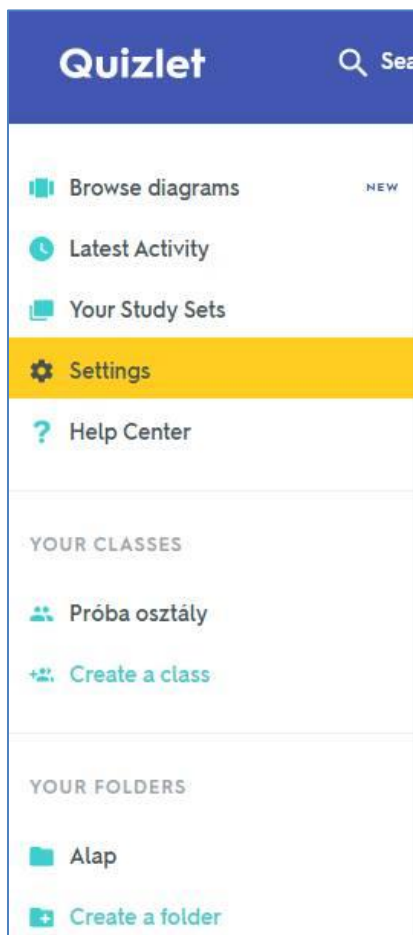 Quizlet Sea
Browse diagrams NEW
Latest Activity
Your Study Sets
Settings
? Help Center
YOUR CLASSES
Próba osztály
Create a class
YOUR FOLDERS
Alap
Create a folder